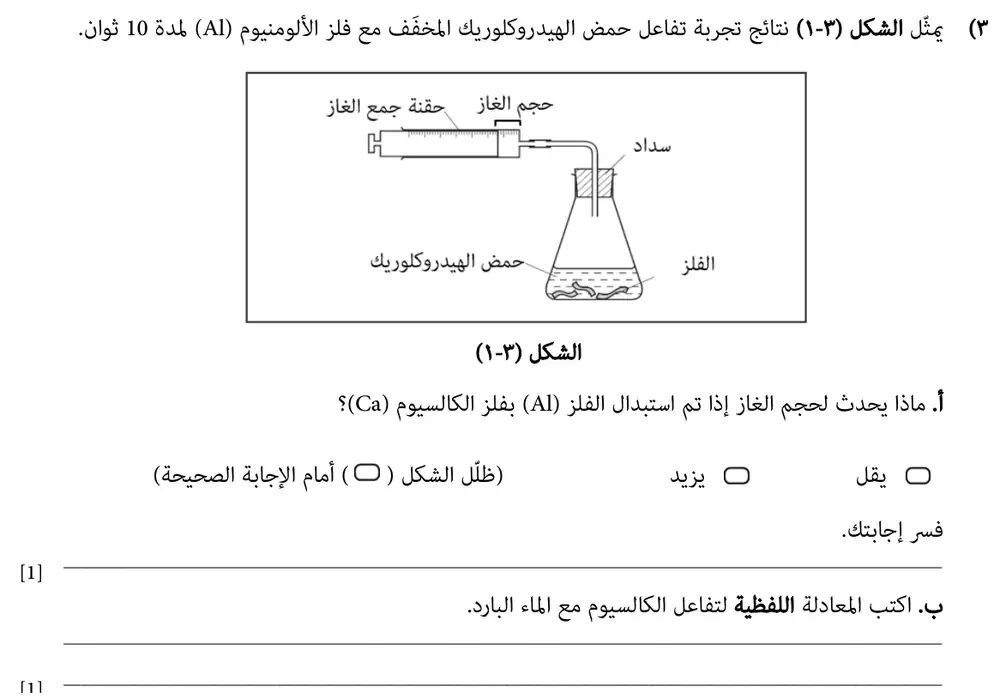 ٣) يمثّل الشكل (٣-١) نتائج تجربة تفاعل حمض الهيدروكلوريك المخفَف مع فلز الألومنيوم (Al) لمدة 10 ثوان.
حجم الغاز
حقنة جمع الغاز
سداد
الفلز
حمض الهيدروكلوريك
الشكل (٣-١)
أ. ماذا يحدث لحجم الغاز إذا تم استبدال الفلز (Al) بفلز الكالسيوم (Ca)؟
يقل يزيد (ظلّل الشكل ( ) أمام الإجابة الصحيحة)
فسر إجابتك.
[1]
ب. اكتب المعادلة اللفظية لتفاعل الكالسيوم مع الماء البارد.
[1]